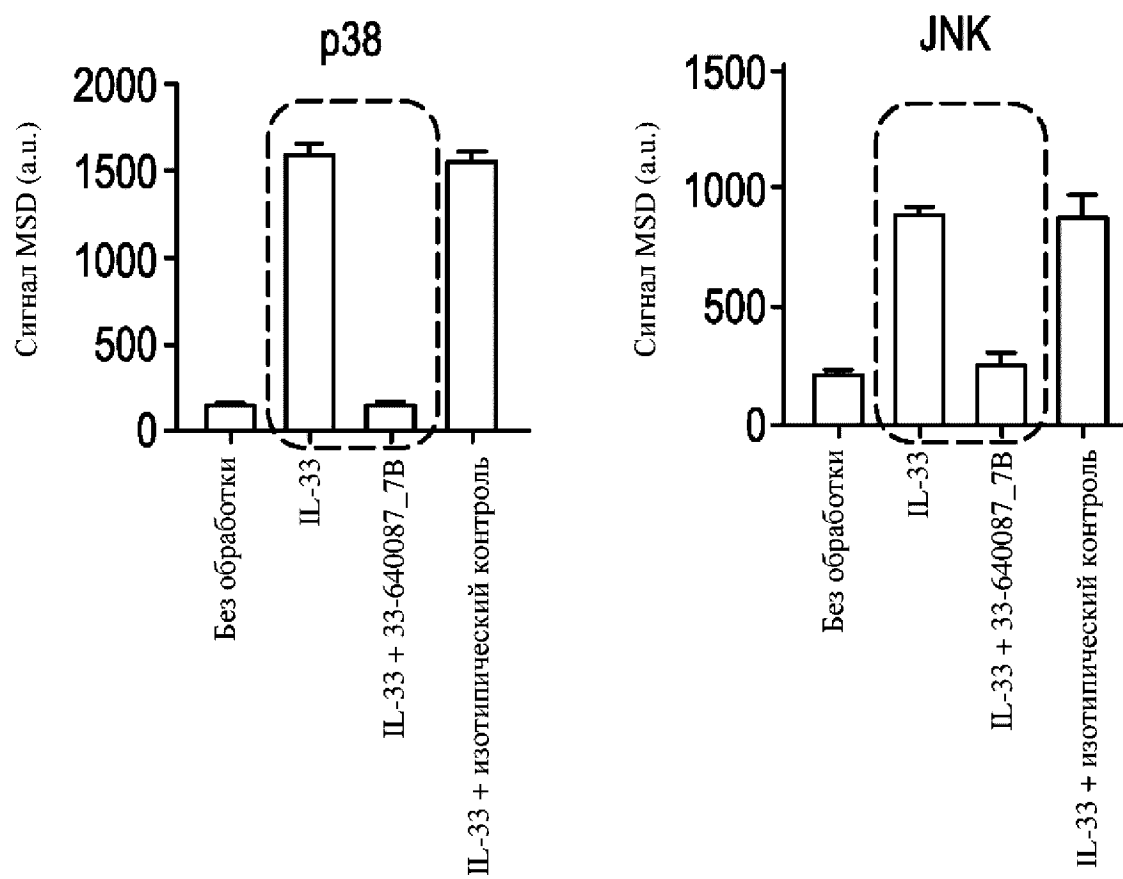 p38
Сигнал MSD (a.u.)
2000
1500
1000
500
0
Без обработки
IL-33
IL-33 + 33-640087_7B
IL-33 + изотипический контроль
JNK
Сигнал MSD (a.u.)
1500
1000
500
0
Без обработки
IL-33
IL-33 + 33-640087_7B
IL-33 + изотипический контроль